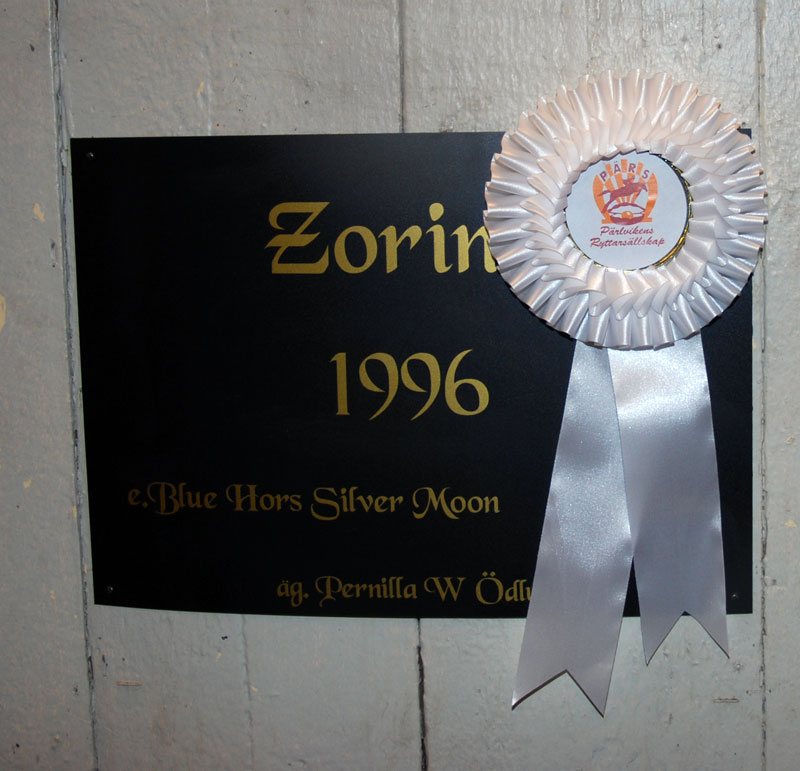 Zorin
1996
e.Blue Hors Silver Moon
äg. Pernilla W
PÄRS
Pärlvikens
Ryttarsällskap